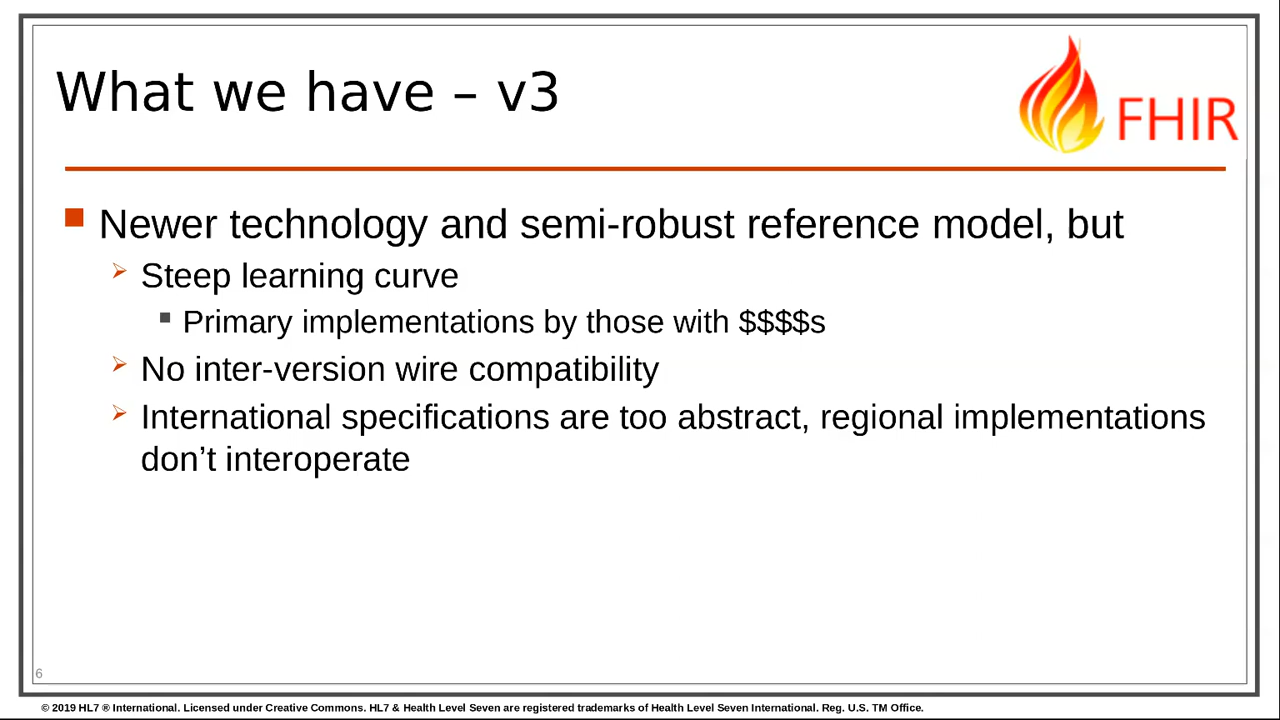 What we have – v3
FHIR
Newer technology and semi-robust reference model, but
Steep learning curve
Primary implementations by those with $$$$s
No inter-version wire compatibility
International specifications are too abstract, regional implementations
don’t interoperate
6
© 2019 HL7 ® International. Licensed under Creative Commons. HL7 & Health Level Seven are registered trademarks of Health Level Seven International. Reg. U.S. TM Office.